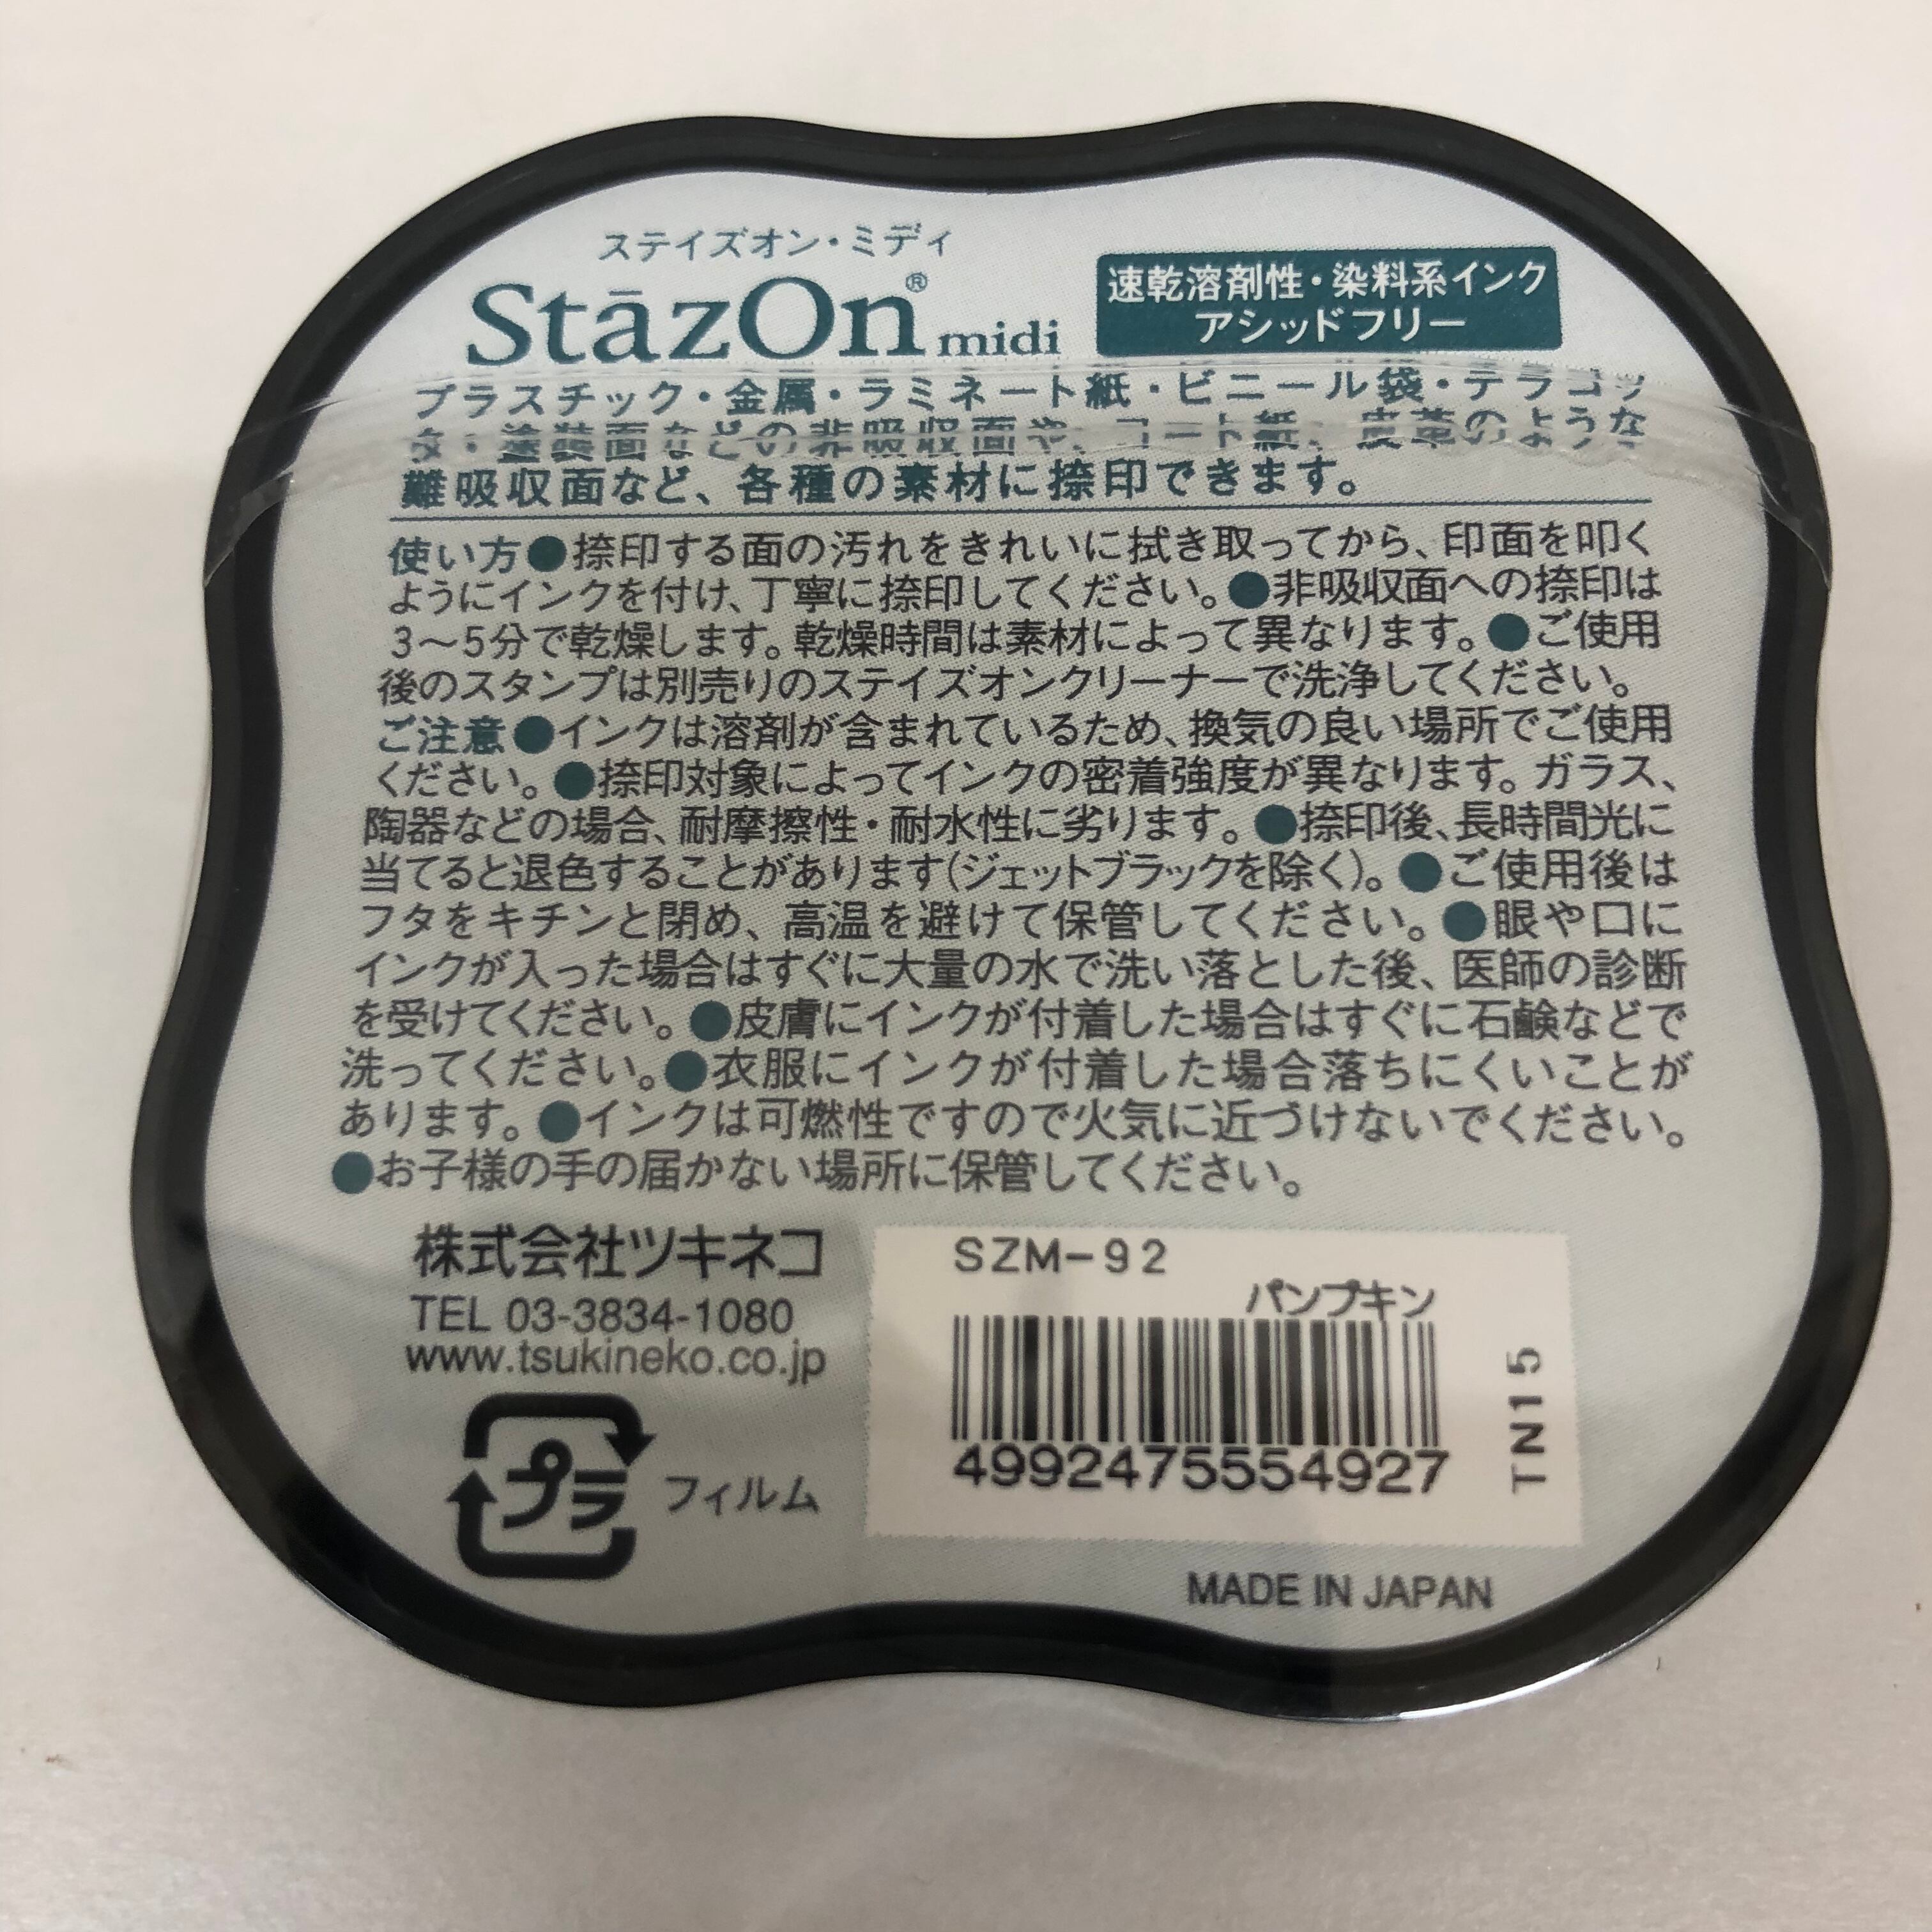 ステイズオン・ミディ
StāzOn® midi
速乾溶剤性・染料系インク
アシッドフリー
プラスチック・金属・ラミネート紙・ビニール袋・テラコッ
タ・塗装面などの非吸収面や、コート紙、皮革のような
難吸収面など、各種の素材に捺印できます。
使い方●捺印する面の汚れをきれいに拭き取ってから、印面を叩く
ようにインクを付け、丁寧に捺印してください。●非吸収面への捺印は
3〜5分で乾燥します。乾燥時間は素材によって異なります。●ご使用
後のスタンプは別売りのステイズオンクリーナーで洗浄してください。
ご注意●インクは溶剤が含まれているため、換気の良い場所でご使用
ください。●捺印対象によってインクの密着強度が異なります。ガラス、
陶器などの場合、耐摩擦性・耐水性に劣ります。●捺印後、長時間光に
当てると退色することがあります(ジェットブラックを除く)。●ご使用後は
フタをキチンと閉め、高温を避けて保管してください。●眼や口に
インクが入った場合はすぐに大量の水で洗い落とした後、医師の診断
を受けてください。●皮膚にインクが付着した場合はすぐに石鹸などで
洗ってください。●衣服にインクが付着した場合落ちにくいことが
あります。●インクは可燃性ですので火気に近づけないでください。
●お子様の手の届かない場所に保管してください。
株式会社ツキネコ
TEL 03-3834-1080
www.tsukineko.co.jp
プラ
フィルム
SZM-92
パンプキン
4992475554927
TN15
MADE IN JAPAN